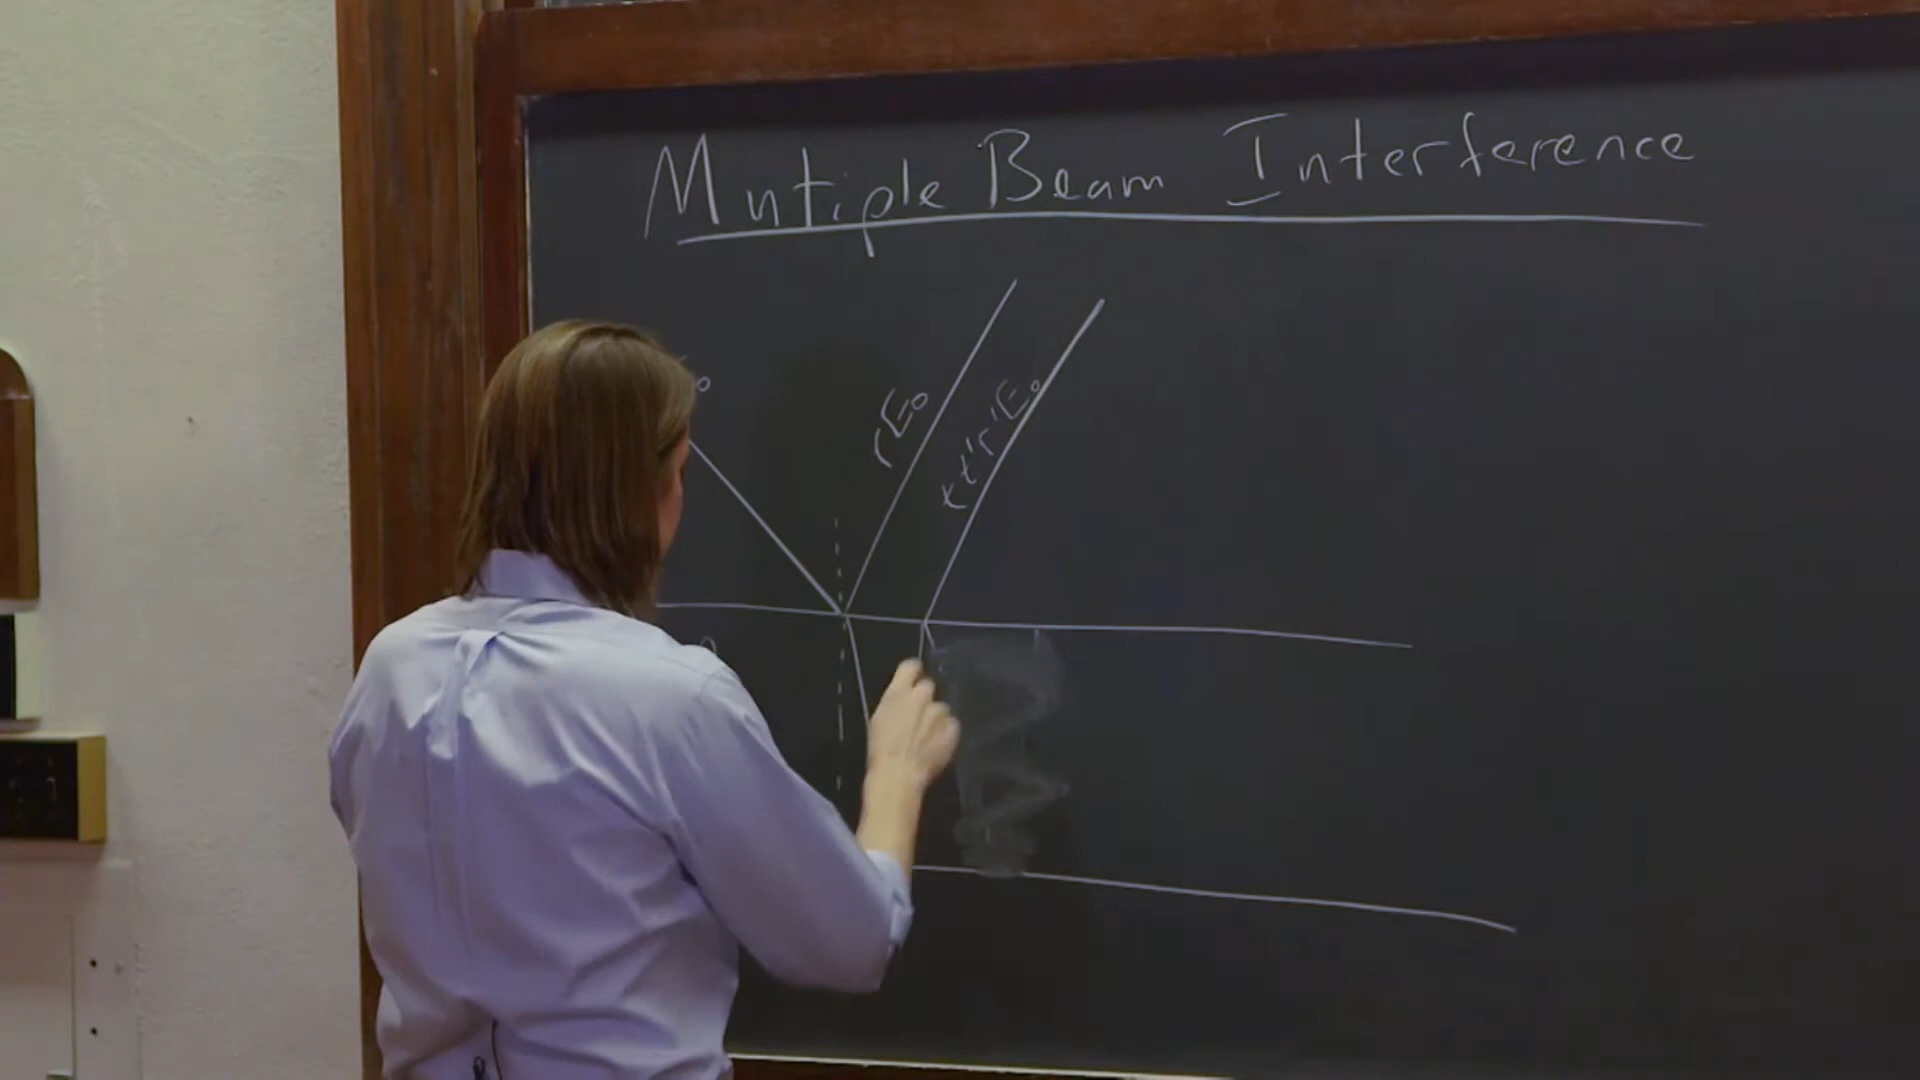 Mutiple Beam Interference
rE₀
tt'r'E₀